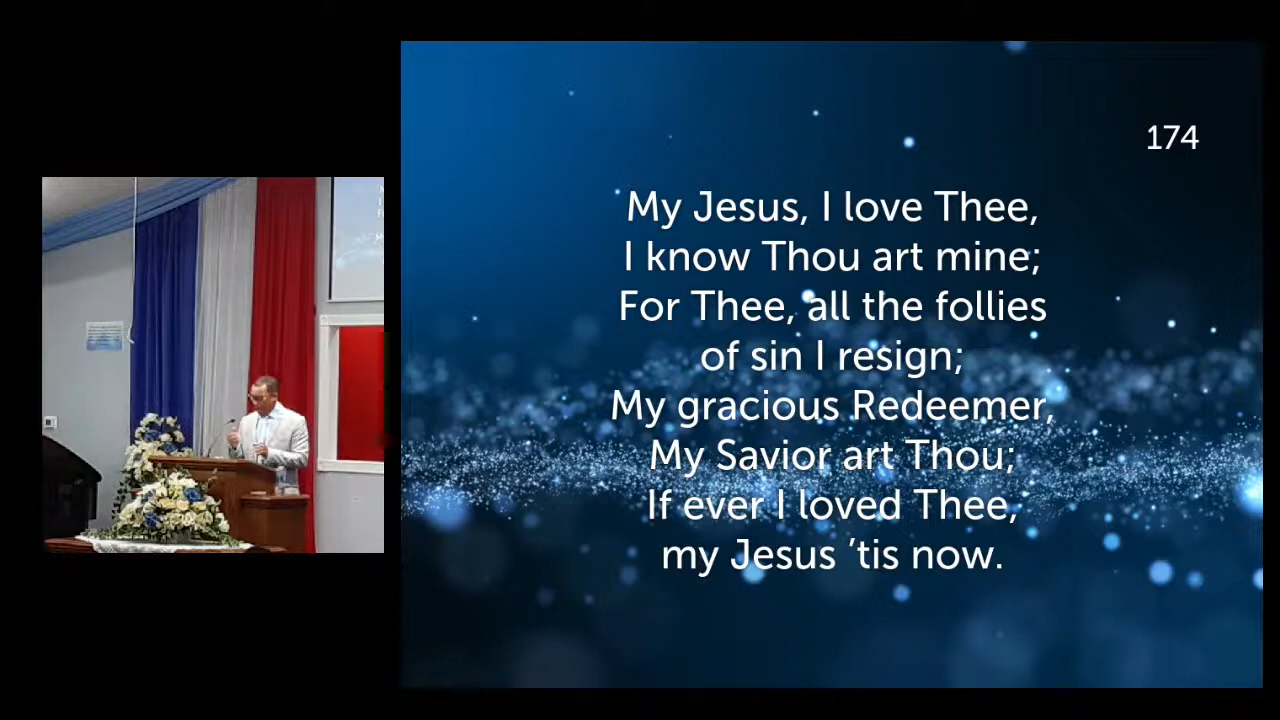 174
My Jesus, I love Thee,
I know Thou art mine;
For Thee, all the follies
of sin I resign;
My gracious Redeemer,
My Savior art Thou;
If ever I loved Thee,
my Jesus ’tis now.